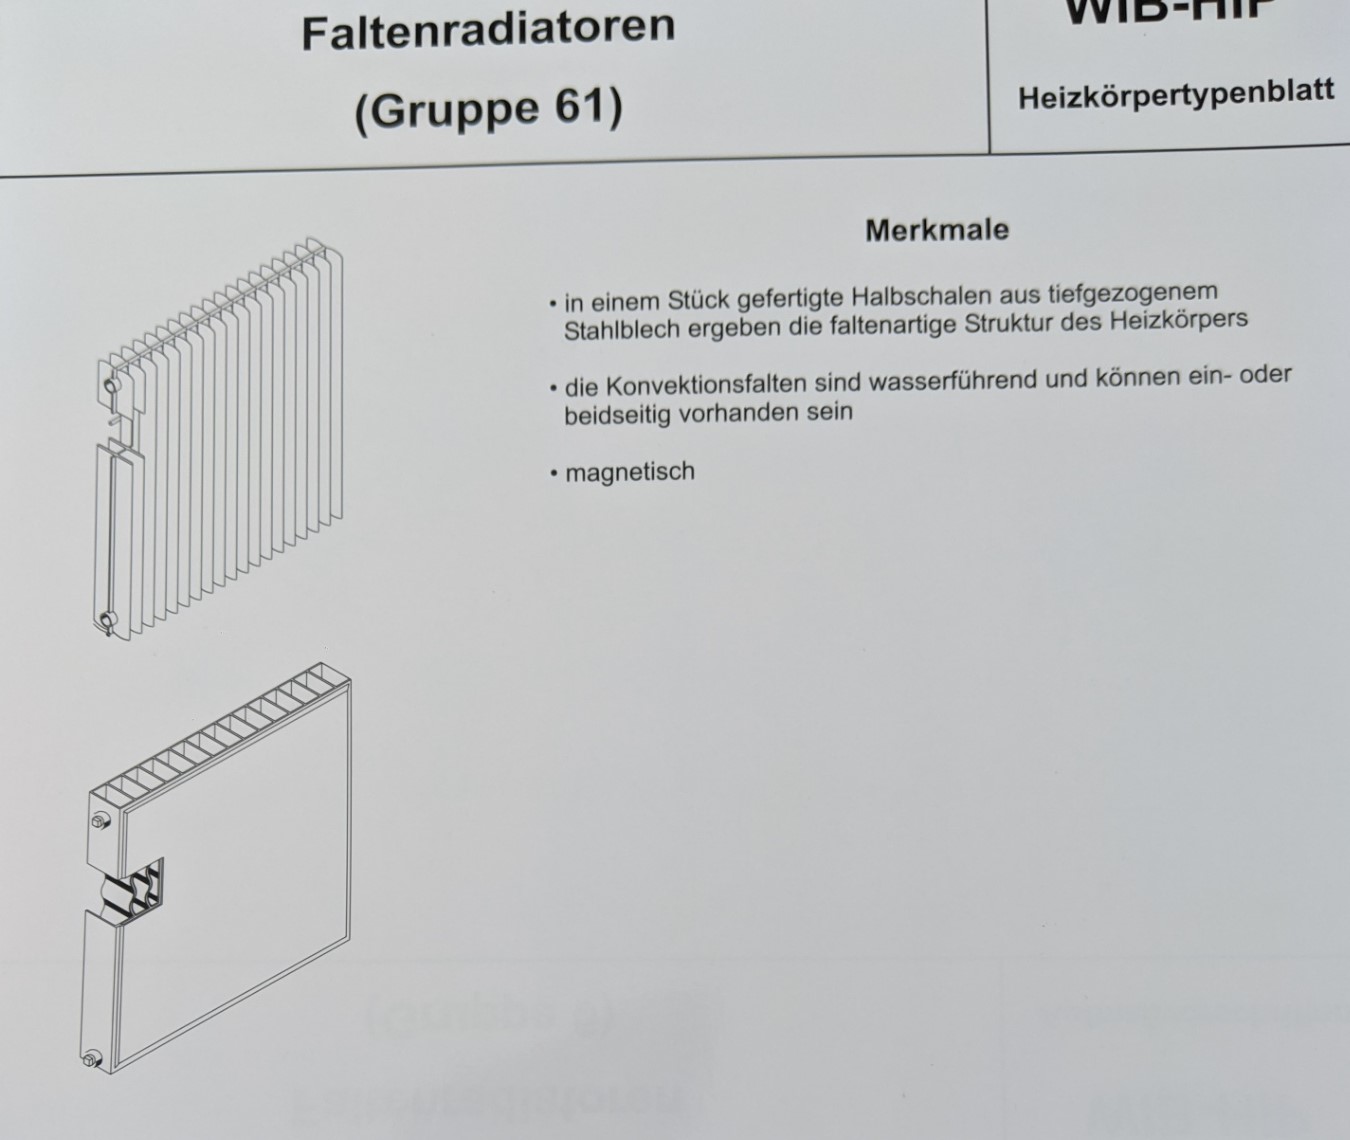 Faltenradiatoren
(Gruppe 61)
WIB-HIP
Heizkörpertypenblatt
Merkmale
• in einem Stück gefertigte Halbschalen aus tiefgezogenem
Stahlblech ergeben die faltenartige Struktur des Heizkörpers
• die Konvektionsfalten sind wasserführend und können ein- oder
beidseitig vorhanden sein
• magnetisch